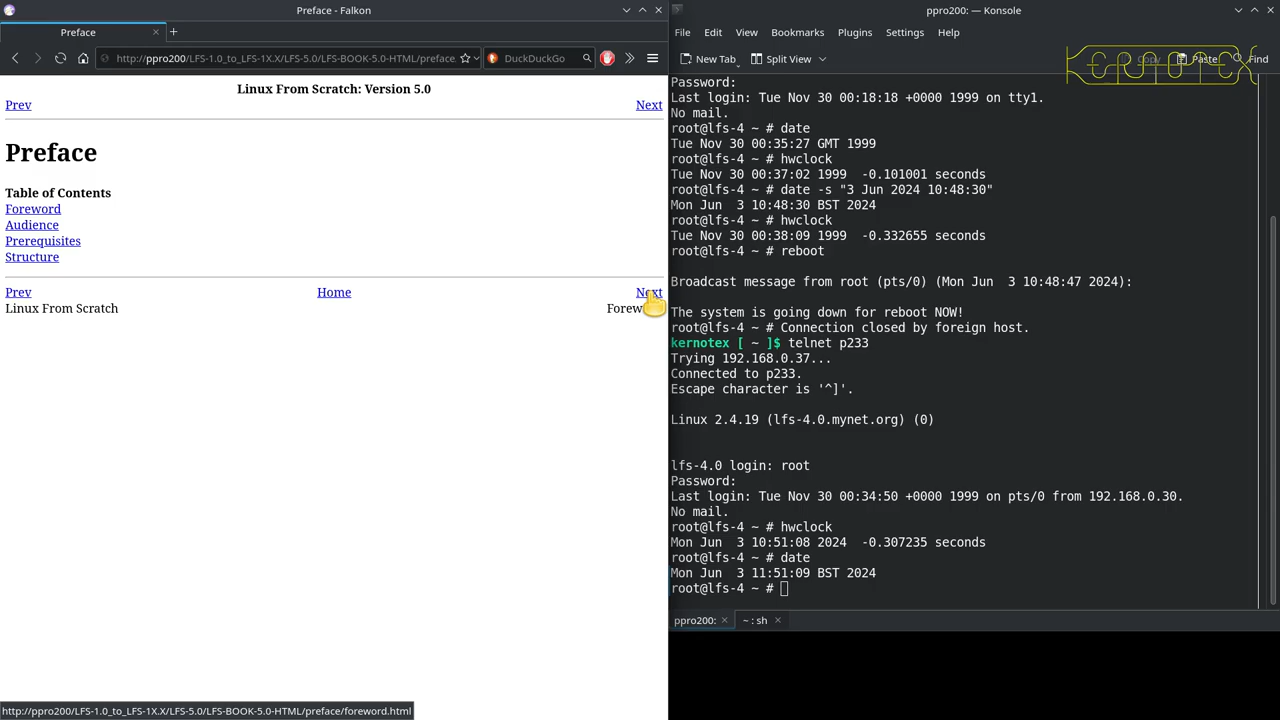 Preface - Falkon
Preface
http://ppro200/LFS-1.0_to_LFS-1X.X/LFS-5.0/LFS-BOOK-5.0-HTML/preface.
DuckDuckGo
Linux From Scratch: Version 5.0
Prev
Next
Preface
Table of Contents
Foreword
Audience
Prerequisites
Structure
Prev
Home
Next
Linux From Scratch
Forew
http://ppro200/LFS-1.0_to_LFS-1X.X/LFS-5.0/LFS-BOOK-5.0-HTML/preface/foreword.html
ppro200: — Konsole
File Edit View Bookmarks Plugins Settings Help
New Tab Split View Copy Paste Find
KERNOTEX
Password:
Last login: Tue Nov 30 00:18:18 +0000 1999 on tty1.
No mail.
root@lfs-4 ~ # date
Tue Nov 30 00:35:27 GMT 1999
root@lfs-4 ~ # hwclock
Tue Nov 30 00:37:02 1999  -0.101001 seconds
root@lfs-4 ~ # date -s "3 Jun 2024 10:48:30"
Mon Jun  3 10:48:30 BST 2024
root@lfs-4 ~ # hwclock
Tue Nov 30 00:38:09 1999  -0.332655 seconds
root@lfs-4 ~ # reboot
Broadcast message from root (pts/0) (Mon Jun  3 10:48:47 2024):
The system is going down for reboot NOW!
root@lfs-4 ~ # Connection closed by foreign host.
kernotex [ ~ ]$ telnet p233
Trying 192.168.0.37...
Connected to p233.
Escape character is '^]'.
Linux 2.4.19 (lfs-4.0.mynet.org) (0)
lfs-4.0 login: root
Password:
Last login: Tue Nov 30 00:34:50 +0000 1999 on pts/0 from 192.168.0.30.
No mail.
root@lfs-4 ~ # hwclock
Mon Jun  3 10:51:08 2024  -0.307235 seconds
root@lfs-4 ~ # date
Mon Jun  3 11:51:09 BST 2024
root@lfs-4 ~ #
ppro200:
~ : sh